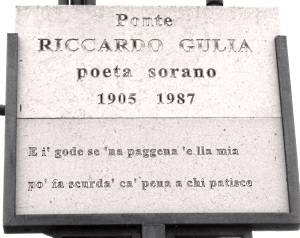 Ponte
RICCARDO GULIA
poeta sorano
1905 1987
E i' gode se 'na paggena 'e lla mia
po' fa scurda' ca' pena a chi patisce